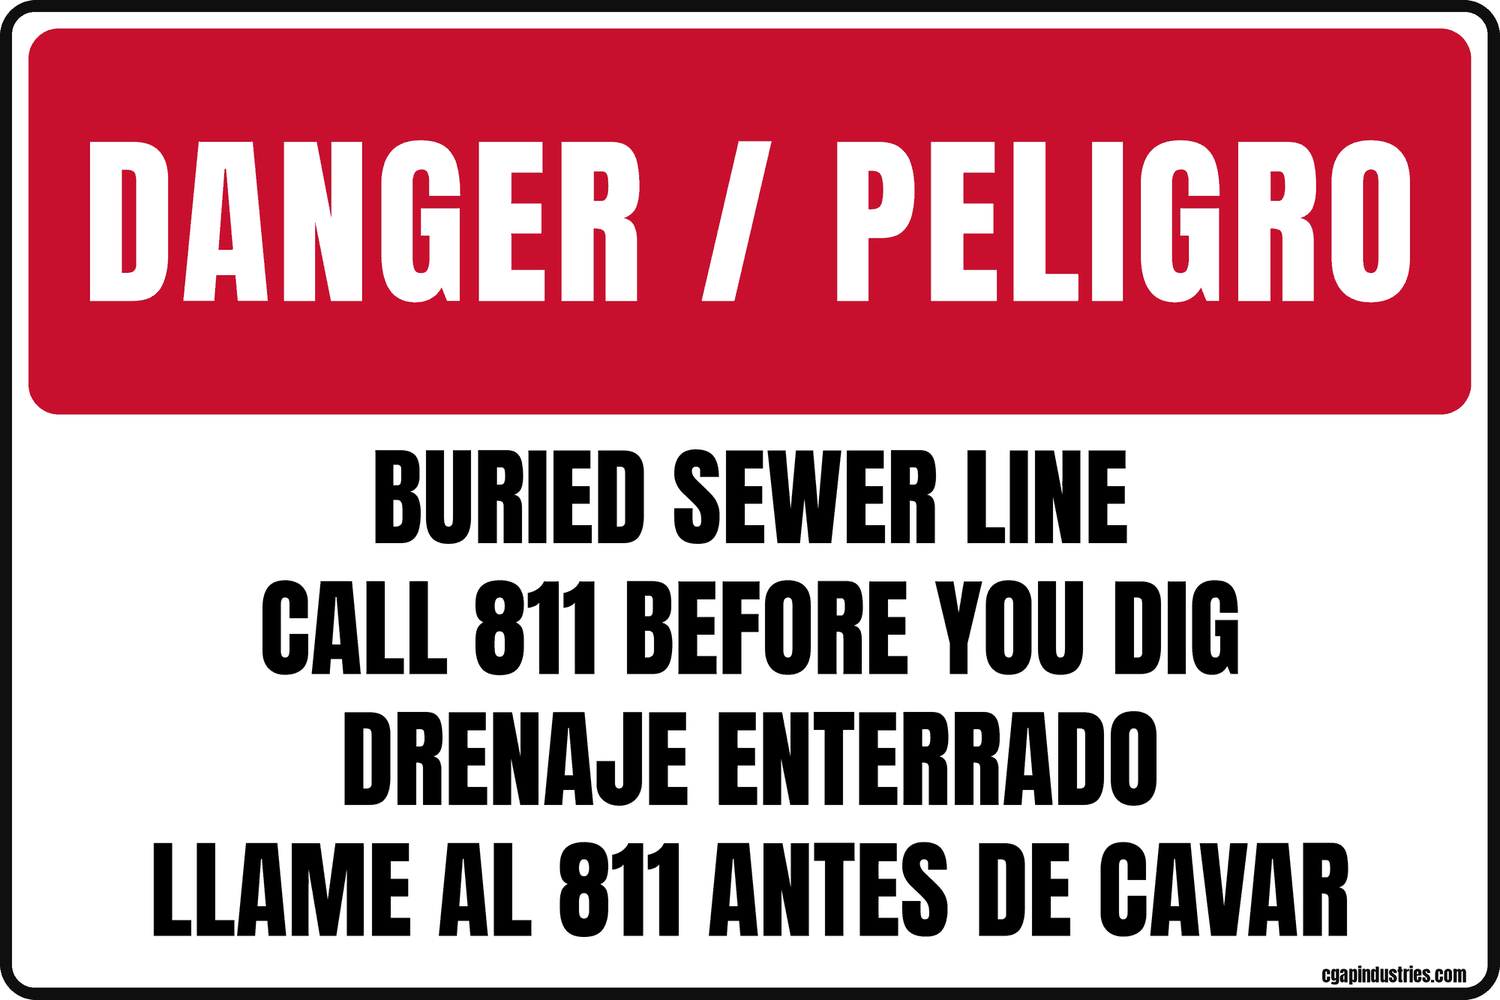 DANGER / PELIGRO
BURIED SEWER LINE
CALL 811 BEFORE YOU DIG
DRENAJE ENTERRADO
LLAME AL 811 ANTES DE CAVAR
cgapindustries.com